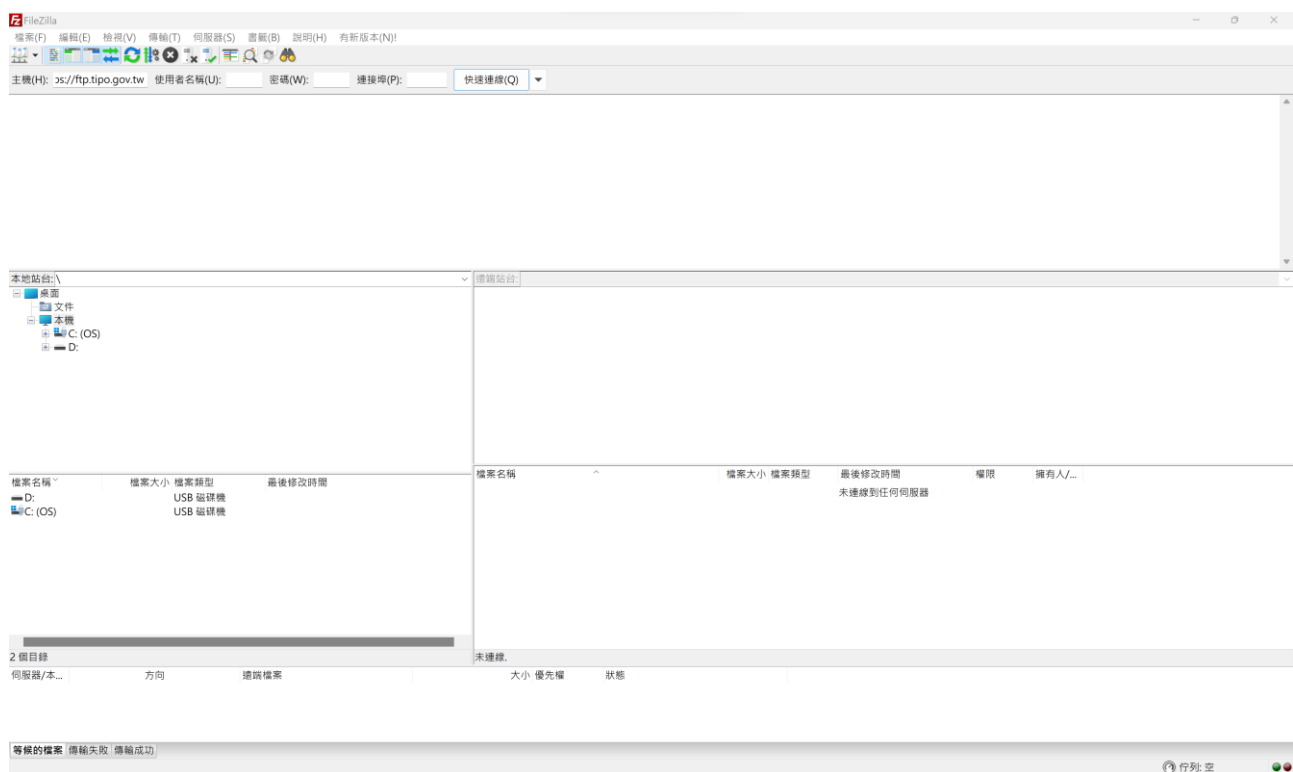 FileZilla
檔案(F) 編輯(E) 檢視(V) 傳輸(T) 伺服器(S) 書籤(B) 說明(H) 有新版本(N)!
主機(H): ps://ftp.tipo.gov.tw 使用者名稱(U): 密碼(W): 連接埠(P): 快速連線(Q)
本地站台: \ 遠端站台:
桌面
文件
本機
C: (OS)
D:
檔案名稱 檔案大小 檔案類型 最後修改時間
D: USB 磁碟機
C: (OS) USB 磁碟機
2 個目錄
檔案名稱 檔案大小 檔案類型 最後修改時間 權限 擁有人/...
未連線到任何伺服器
未連線.
伺服器/本... 方向 遠端檔案 大小 優先權 狀態
等候的檔案 傳輸失敗 傳輸成功
佇列: 空